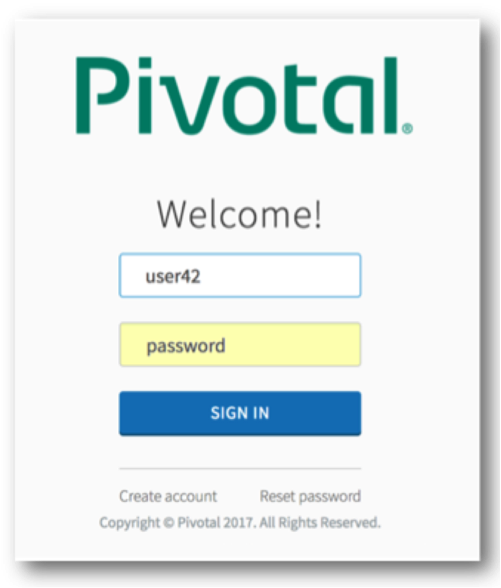 Pivotal®
Welcome!
user42
password
SIGN IN
Create account Reset password
Copyright © Pivotal 2017. All Rights Reserved.